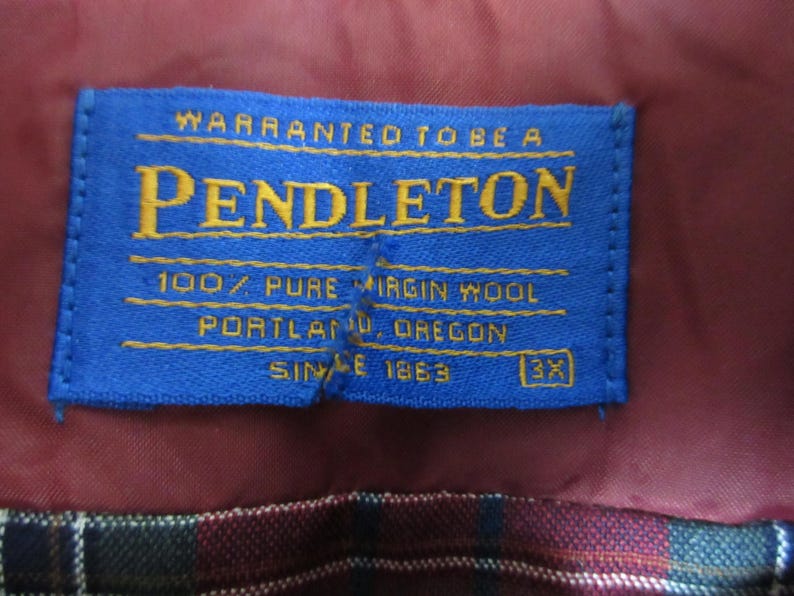 WARRANTED TO BE A
PENDLETON
100% PURE VIRGIN WOOL
PORTLAND, OREGON
SINCE 1863
3X